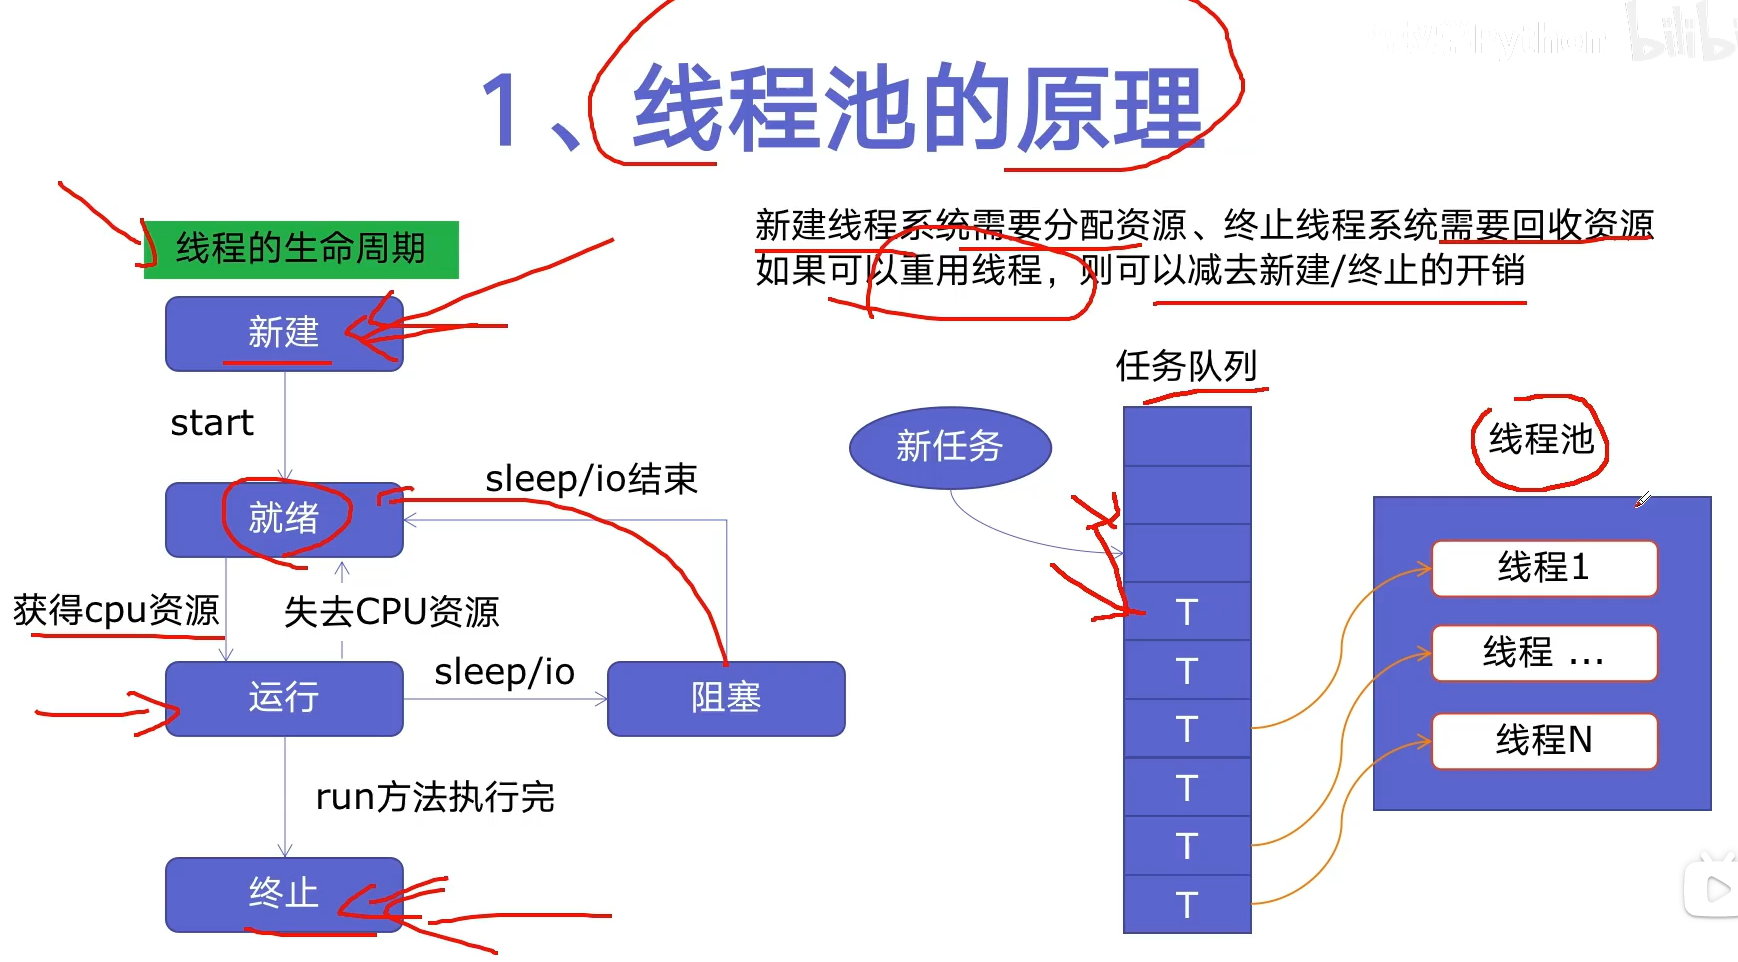 1、线程池的原理
线程的生命周期
新建线程系统需要分配资源、终止线程系统需要回收资源
如果可以重用线程，则可以减去新建/终止的开销
新建
start
就绪
sleep/io结束
获得cpu资源
失去CPU资源
运行
sleep/io
阻塞
run方法执行完
终止
任务队列
新任务
T
T
T
T
T
T
线程池
线程1
线程 ...
线程N
Python
bilibi